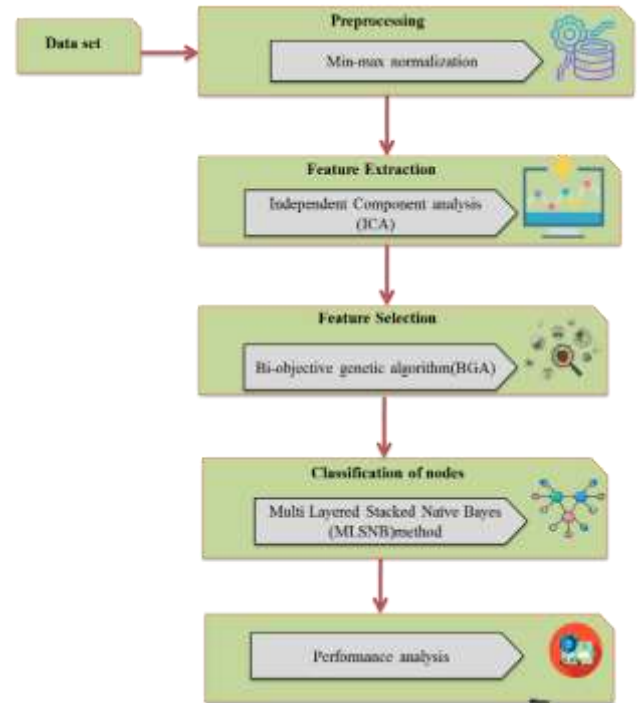 Data set
Preprocessing
Min-max normalization
Feature Extraction
Independent Component analysis
(ICA)
Feature Selection
Bi-objective genetic algorithm(BGA)
Classification of nodes
Multi Layered Stacked Naïve Bayes
(MLSNB)method
Performance analysis